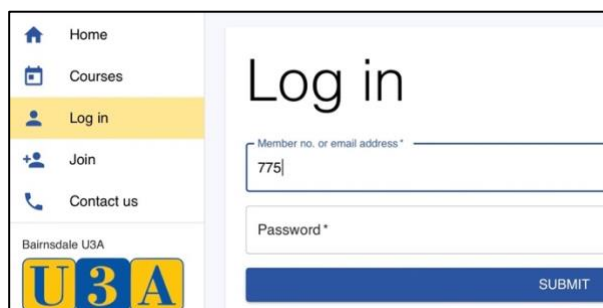 Home
Courses
Log in
Join
Contact us
Bairnsdale U3A
U3A
Log in
Member no. or email address *
775
Password *
SUBMIT